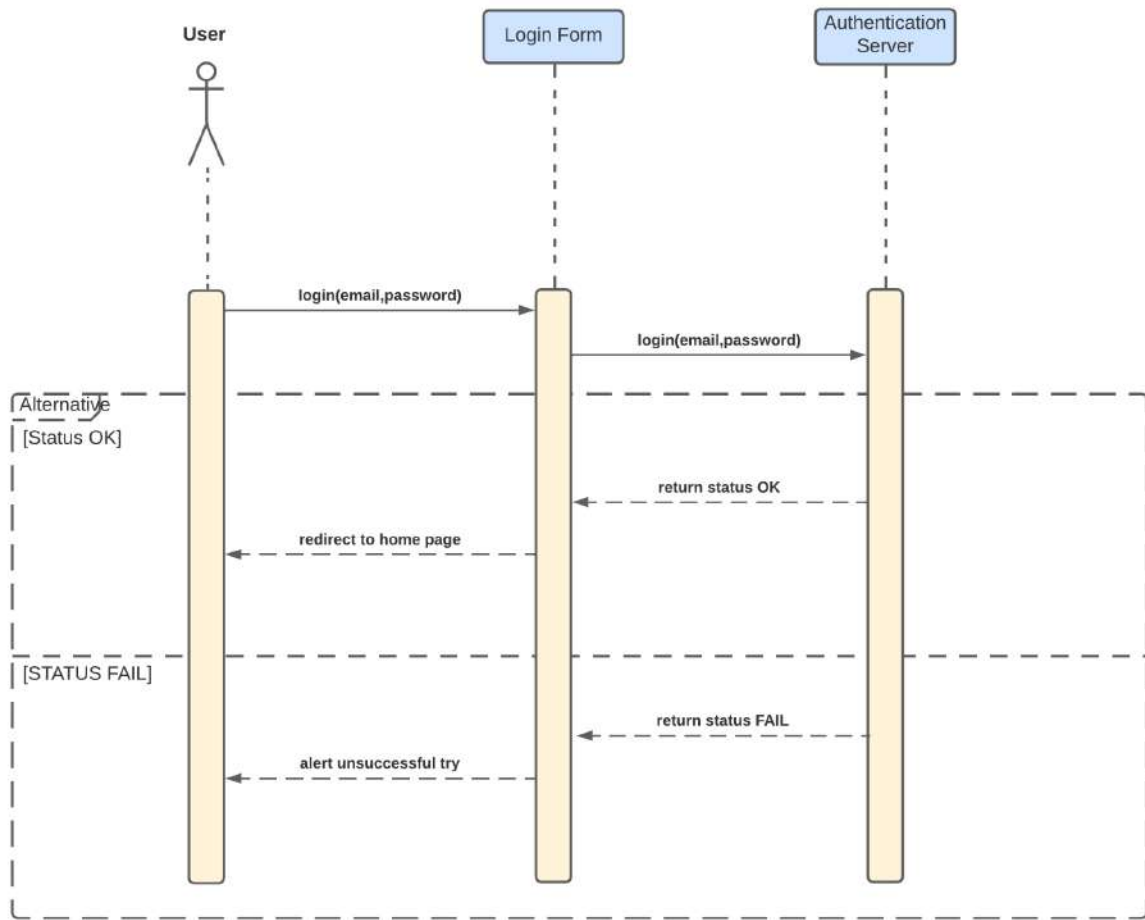 User
Login Form
Authentication
Server
login(email,password)
login(email,password)
Alternative
[Status OK]
return status OK
redirect to home page
[STATUS FAIL]
return status FAIL
alert unsuccessful try